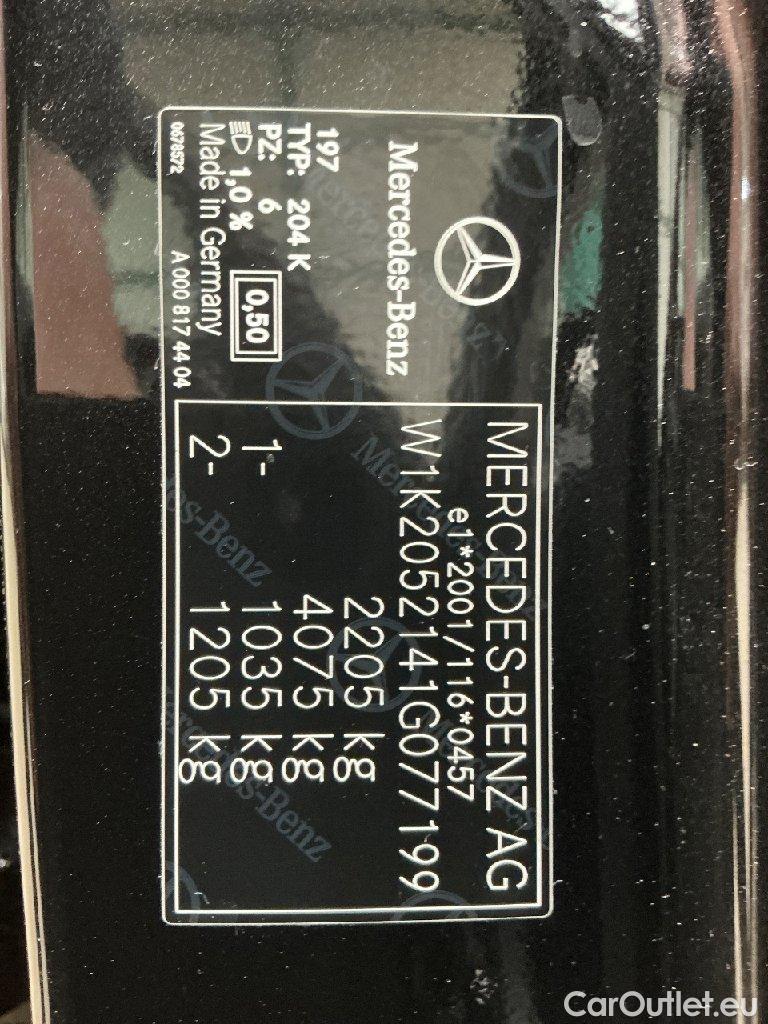 Mercedes-Benz
197
TYP: 204 K
PZ: 6
1,0 %
0,50
Made in Germany
0678572
A 000 817 44 04
MERCEDES-BENZ AG
e1*2001/116*0457
W1K2052141G077199
2205 kg
4075 kg
1- 1035 kg
2- 1205 kg
CarOutlet.eu